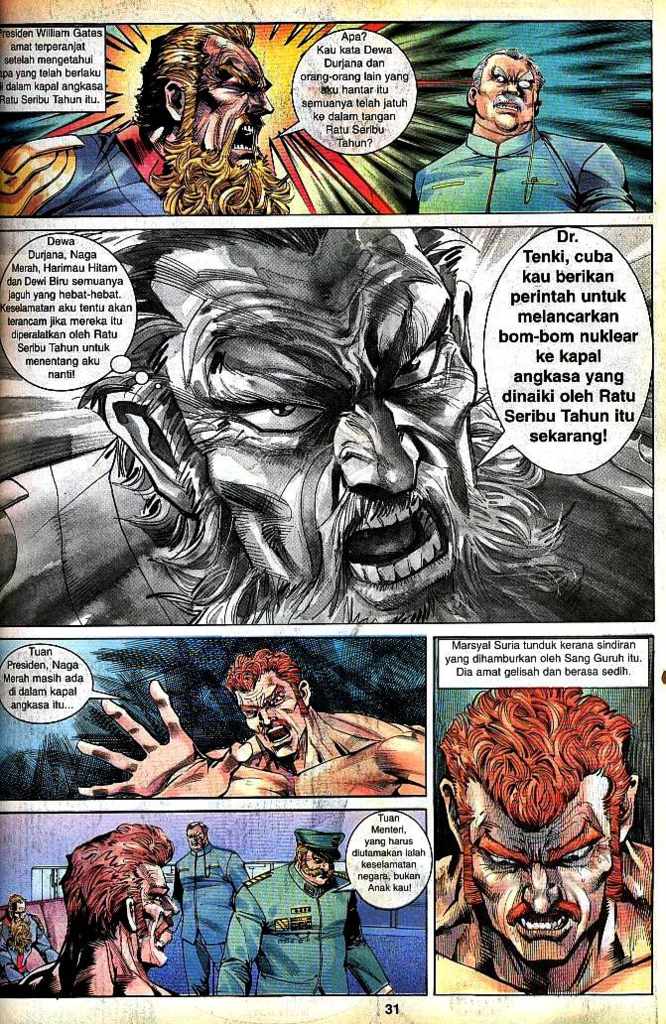 Presiden William Gates
amat terperanjat
setelah mengetahui
apa yang telah berlaku
di dalam kapal angkasa
Ratu Seribu Tahun itu.
Apa?
Kau kata Dewa
Durjana dan
orang-orang lain yang
aku hantar itu
semuanya telah jatuh
ke dalam tangan
Ratu Seribu
Tahun?
Dewa
Durjana, Naga
Merah, Harimau Hitam
dan Dewi Biru semuanya
jaguh yang hebat-hebat.
Keselamatan aku tentu akan
terancam jika mereka itu
diperalatkan oleh Ratu
Seribu Tahun untuk
menentang aku
nanti!
Dr.
Tenki, cuba
kau berikan
perintah untuk
melancarkan
bom-bom nuklear
ke kapal
angkasa yang
dinaiki oleh Ratu
Seribu Tahun itu
sekarang!
Tuan
Presiden, Naga
Merah masih ada
di dalam kapal
angkasa itu...
Marsyal Suria tunduk kerana sindiran
yang dihamburkan oleh Sang Guruh itu.
Dia amat gelisah dan berasa sedih.
Tuan
Menteri,
yang harus
diutamakan ialah
keselamatan
negara, bukan
Anak kau!
31